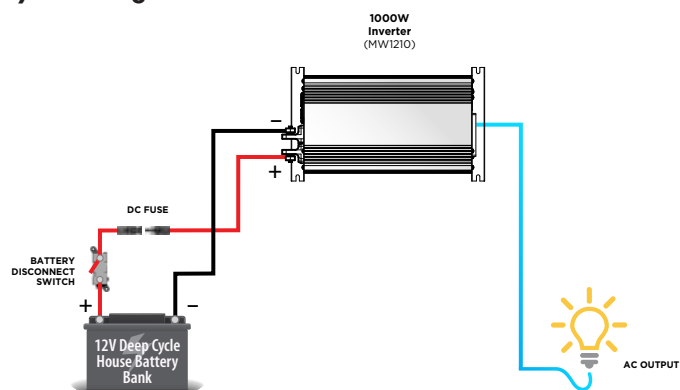 1000W
Inverter
(MW1210)
–
+
DC FUSE
BATTERY
DISCONNECT
SWITCH
+
–
12V Deep Cycle
House Battery
Bank
AC OUTPUT